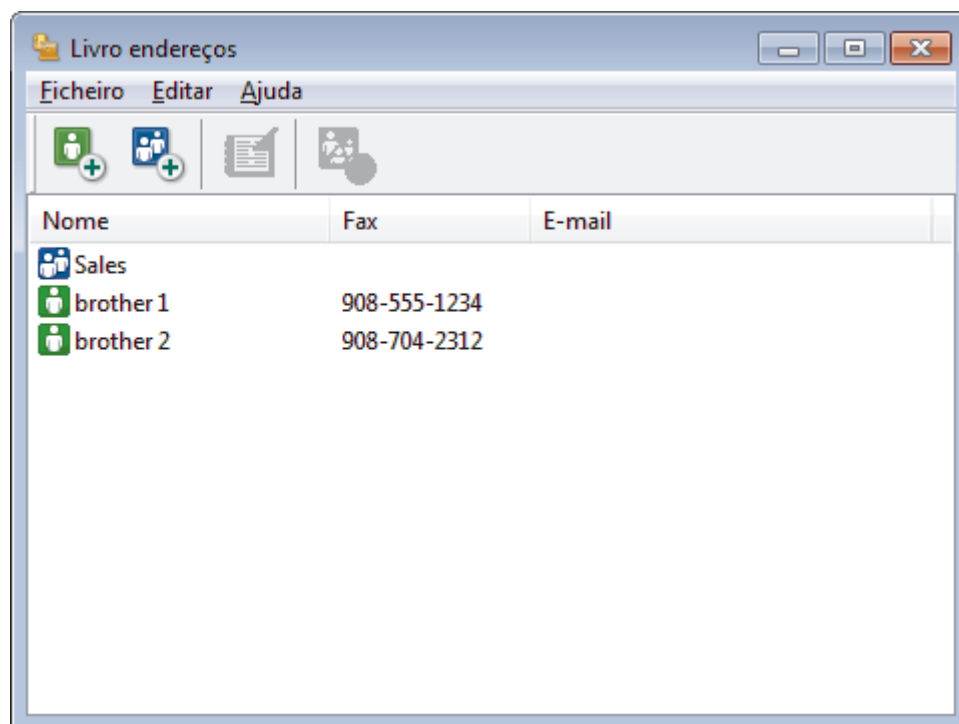 Livro endereços
Ficheiro Editar Ajuda
Nome Fax E-mail
Sales
brother 1 908-555-1234
brother 2 908-704-2312